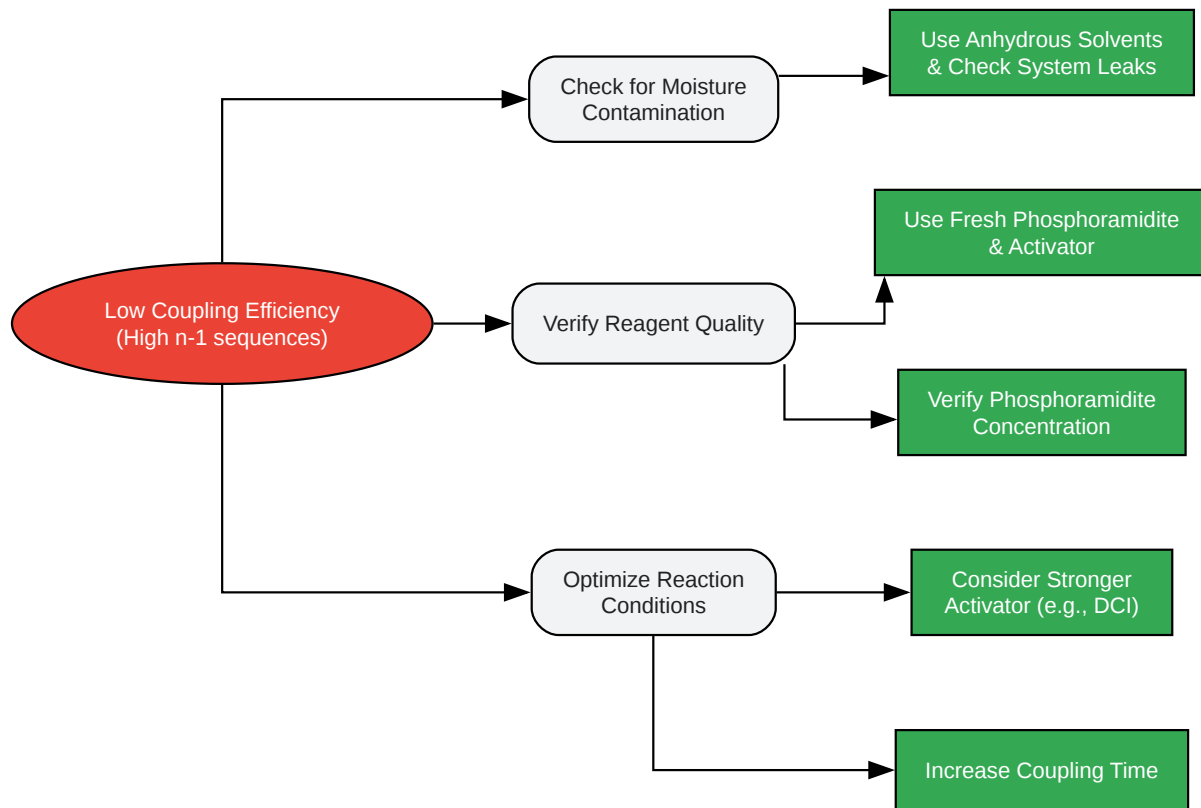 Use Anhydrous Solvents
& Check System Leaks
Check for Moisture
Contamination
Use Fresh Phosphoramidite
& Activator
Low Coupling Efficiency
(High n-1 sequences)
Verify Reagent Quality
Verify Phosphoramidite
Concentration
Optimize Reaction
Conditions
Consider Stronger
Activator (e.g., DCI)
Increase Coupling Time